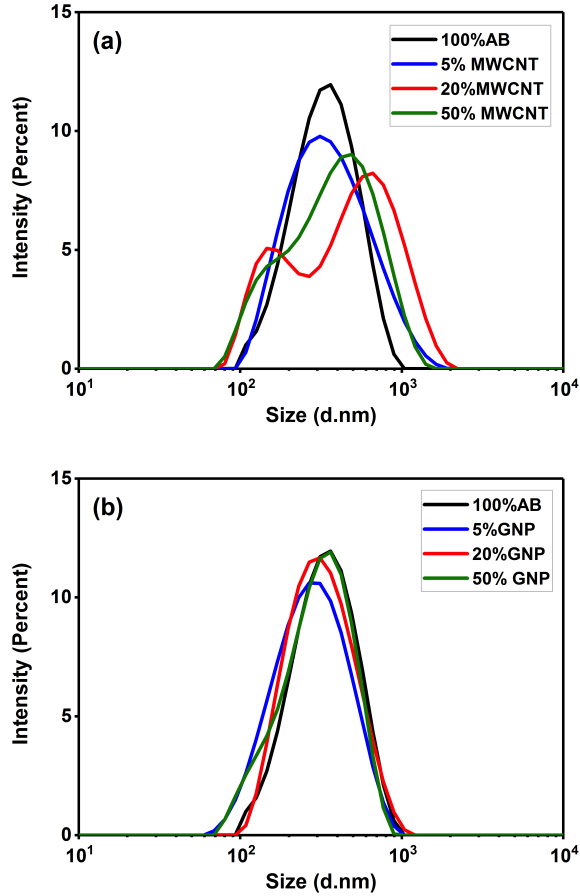 (a)
100%AB
5% MWCNT
20%MWCNT
50% MWCNT
15
10
5
0
Intensity (Percent)
10¹ 10² 10³ 10⁴
Size (d.nm)
(b)
100%AB
5%GNP
20%GNP
50% GNP
15
10
5
0
Intensity (Percent)
10¹ 10² 10³ 10⁴
Size (d.nm)